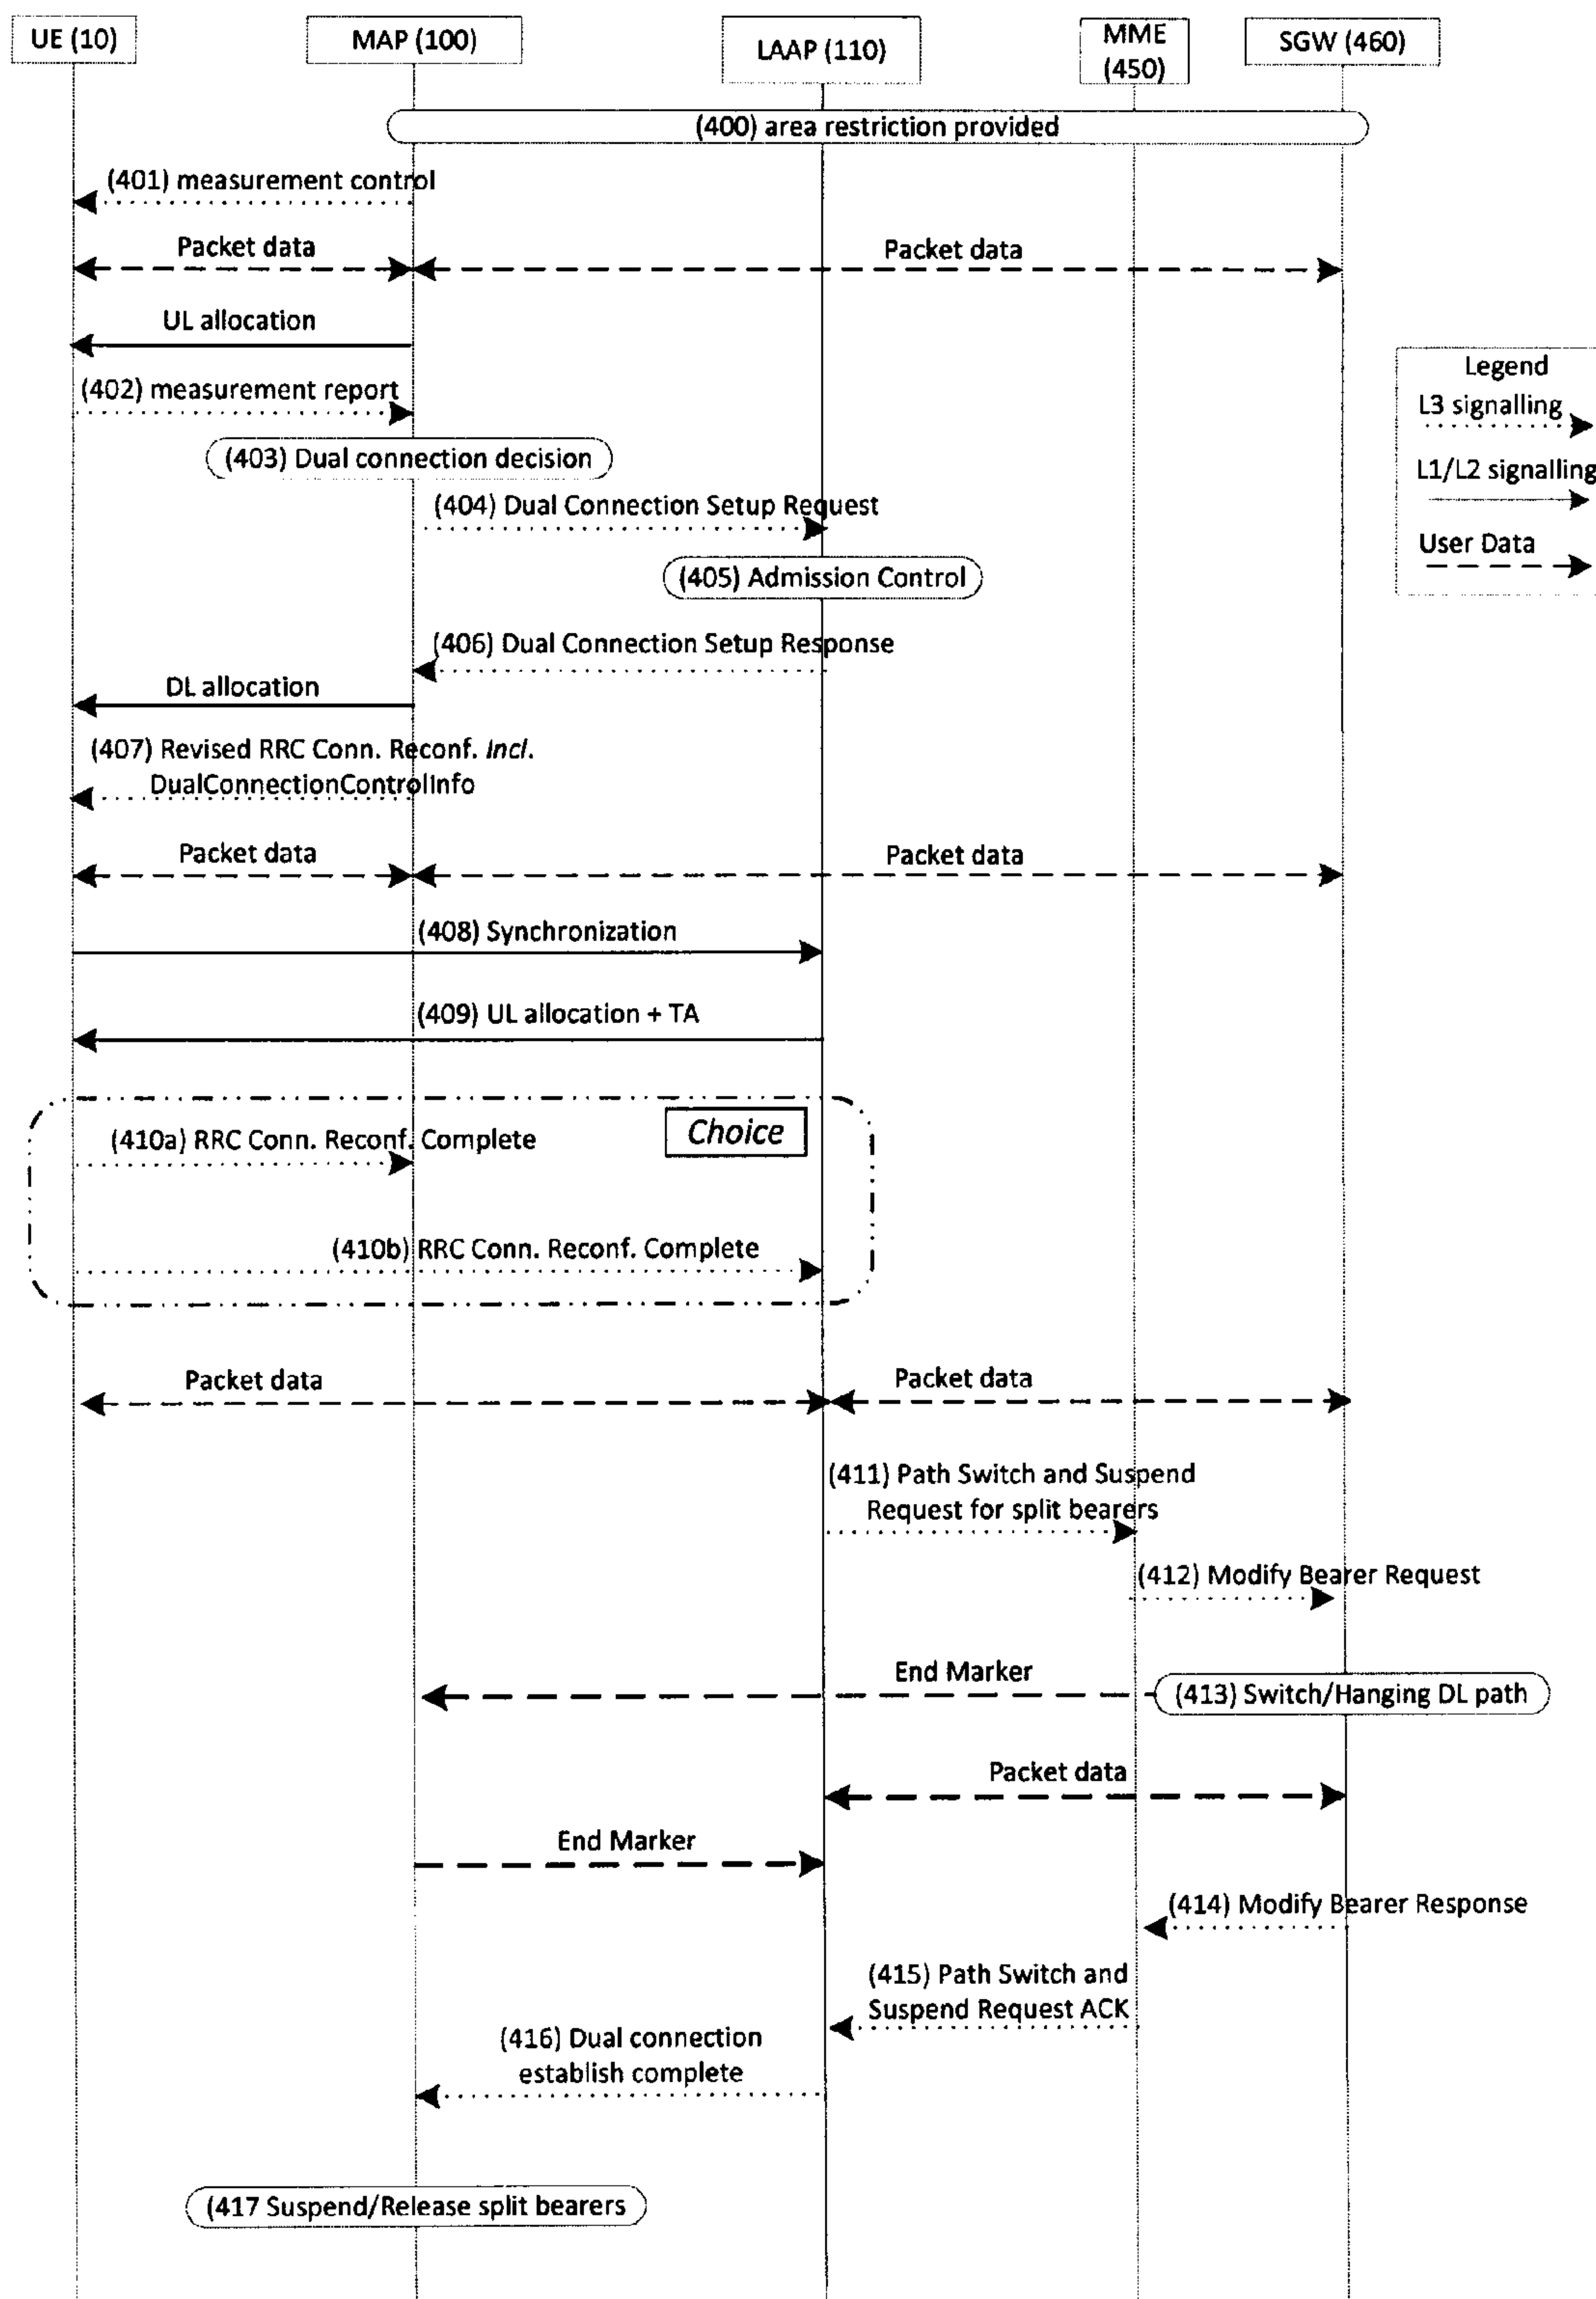 UE (10)
MAP (100)
LAAP (110)
MME
(450)
SGW (460)
(400) area restriction provided
(401) measurement control
Packet data
Packet data
UL allocation
(402) measurement report
Legend
L3 signalling
L1/L2 signalling
User Data
(403) Dual connection decision
(404) Dual Connection Setup Request
(405) Admission Control
(406) Dual Connection Setup Response
DL allocation
(407) Revised RRC Conn. Reconf. Incl.
DualConnectionControlInfo
Packet data
Packet data
(408) Synchronization
(409) UL allocation + TA
Choice
(410a) RRC Conn. Reconf. Complete
(410b) RRC Conn. Reconf. Complete
Packet data
Packet data
(411) Path Switch and Suspend
Request for split bearers
(412) Modify Bearer Request
End Marker
(413) Switch/Hanging DL path
Packet data
End Marker
(414) Modify Bearer Response
(415) Path Switch and
Suspend Request ACK
(416) Dual connection
establish complete
(417 Suspend/Release split bearers